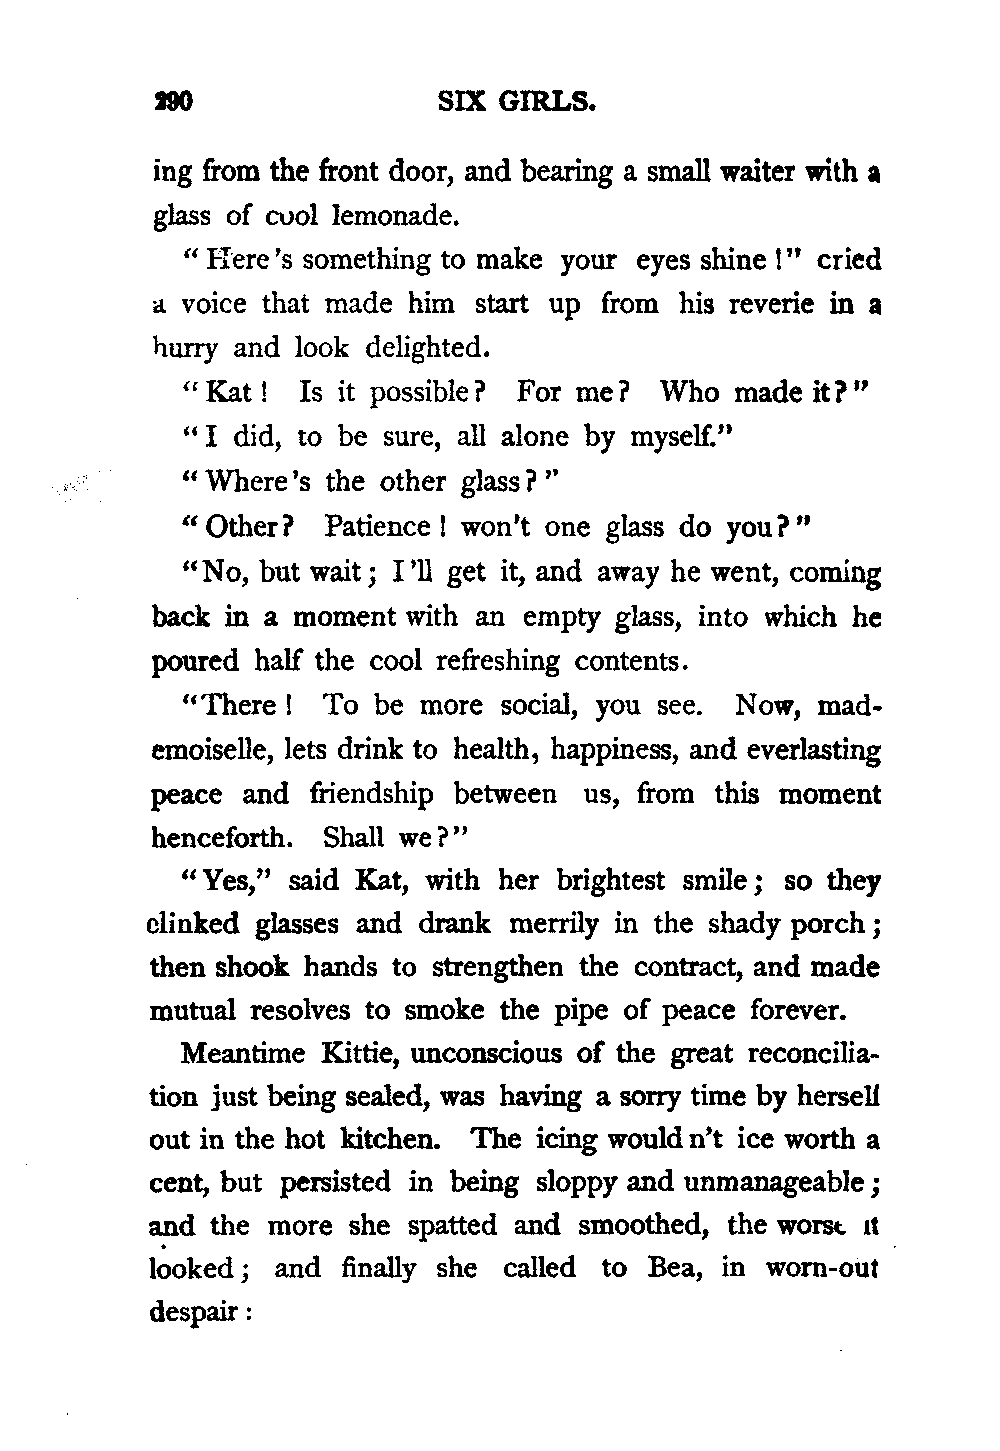 290 SIX GIRLS.
ing from the front door, and bearing a small waiter with a
glass of cool lemonade.
"Here's something to make your eyes shine!" cried
a voice that made him start up from his reverie in a
hurry and look delighted.
"Kat! Is it possible? For me? Who made it?"
"I did, to be sure, all alone by myself."
"Where's the other glass?"
"Other? Patience! won't one glass do you?"
"No, but wait; I'll get it, and away he went, coming
back in a moment with an empty glass, into which he
poured half the cool refreshing contents.
"There! To be more social, you see. Now, mad-
emoiselle, lets drink to health, happiness, and everlasting
peace and friendship between us, from this moment
henceforth. Shall we?"
"Yes," said Kat, with her brightest smile; so they
clinked glasses and drank merrily in the shady porch;
then shook hands to strengthen the contract, and made
mutual resolves to smoke the pipe of peace forever.
Meantime Kittie, unconscious of the great reconcilia-
tion just being sealed, was having a sorry time by herself
out in the hot kitchen. The icing wouldn't ice worth a
cent, but persisted in being sloppy and unmanageable;
and the more she spatted and smoothed, the worst it
looked; and finally she called to Bea, in worn-out
despair: